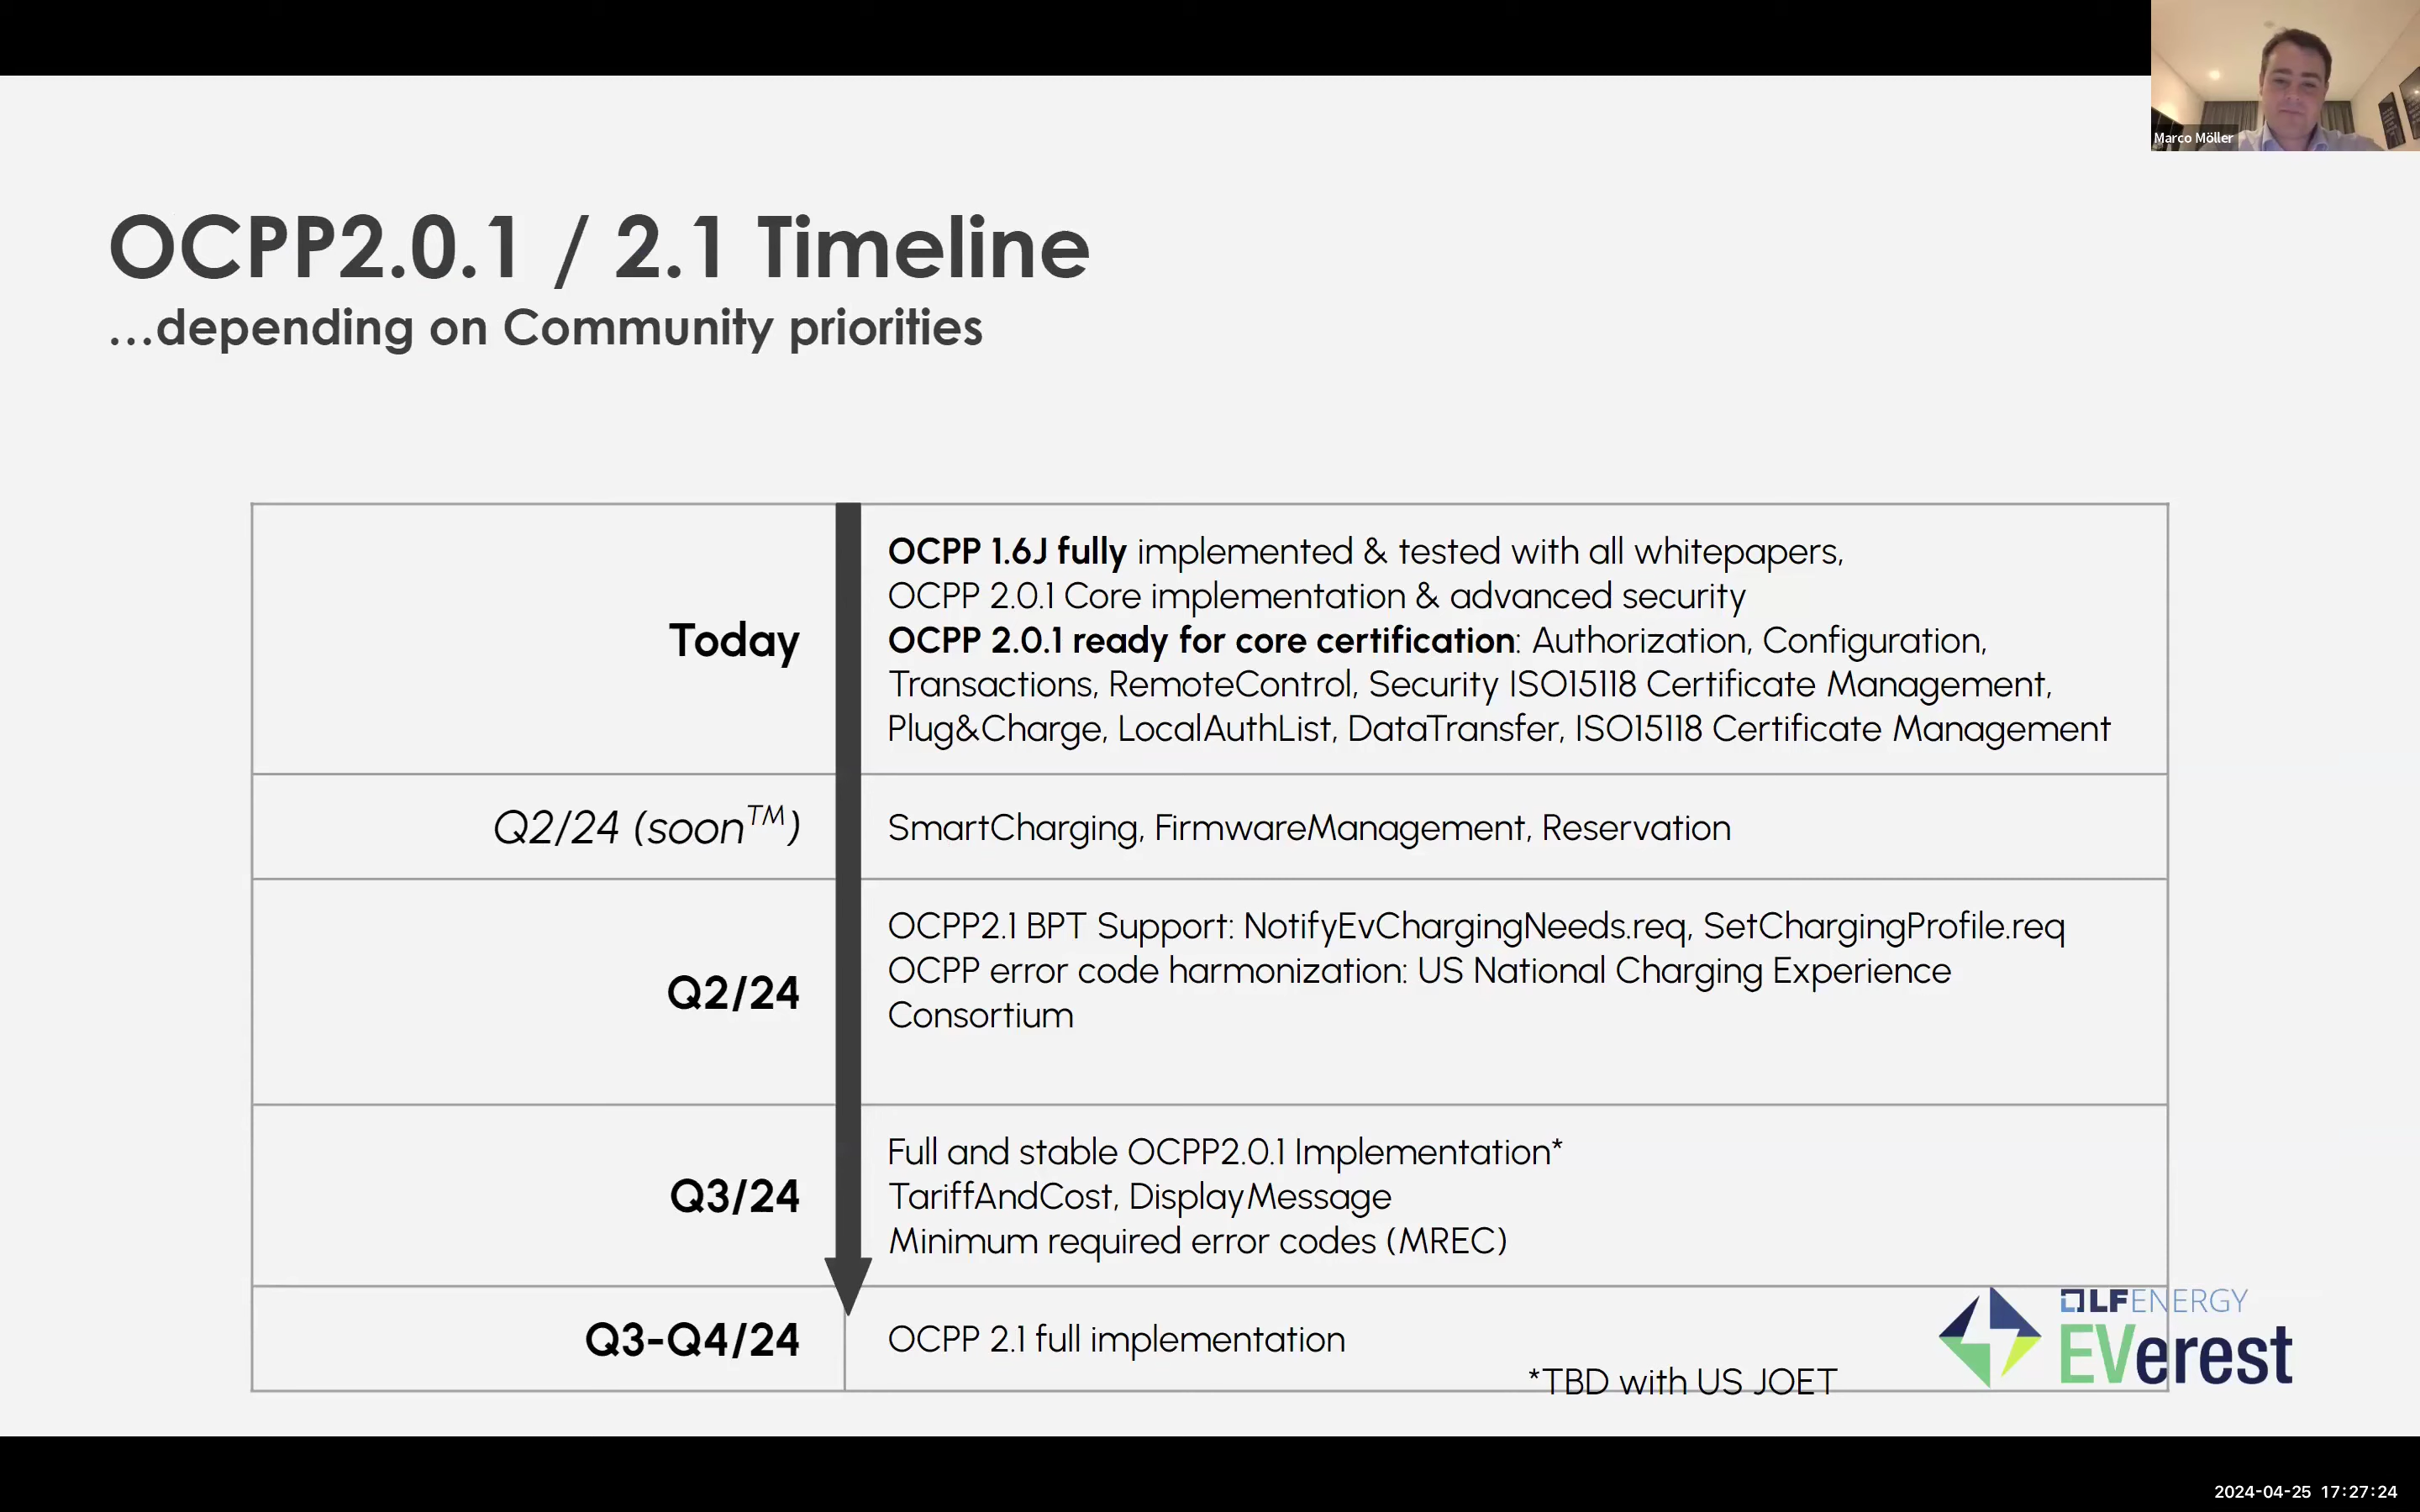 Marco Möller
OCPP2.0.1 / 2.1 Timeline
...depending on Community priorities
Today
OCPP 1.6J fully implemented & tested with all whitepapers,
OCPP 2.0.1 Core implementation & advanced security
OCPP 2.0.1 ready for core certification: Authorization, Configuration,
Transactions, RemoteControl, Security ISO15118 Certificate Management,
Plug&Charge, LocalAuthList, DataTransfer, ISO15118 Certificate Management
Q2/24 (soon™)
SmartCharging, FirmwareManagement, Reservation
Q2/24
OCPP2.1 BPT Support: NotifyEvChargingNeeds.req, SetChargingProfile.req
OCPP error code harmonization: US National Charging Experience
Consortium
Q3/24
Full and stable OCPP2.0.1 Implementation*
TariffAndCost, DisplayMessage
Minimum required error codes (MREC)
Q3-Q4/24
OCPP 2.1 full implementation
*TBD with US JOET
LFENERGY
EVerest
2024-04-25 17:27:24